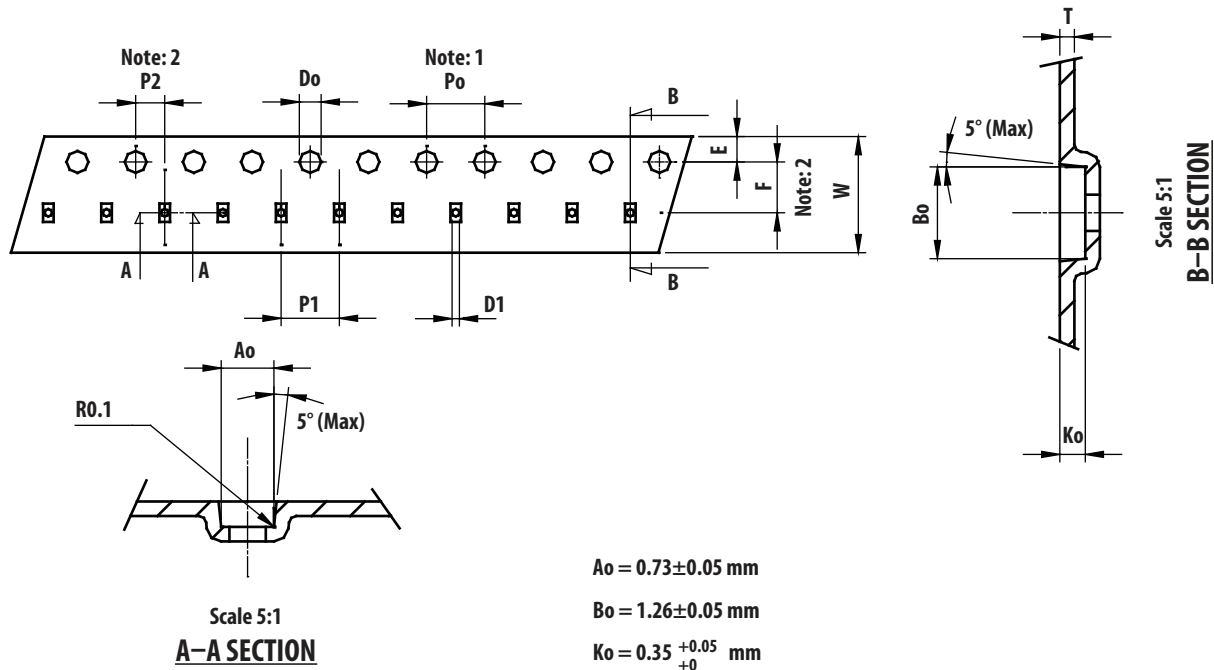 Note: 2
P2
Do
Note: 1
Po
B
E
F
Note: 2
W
A
A
B
P1
D1
Ao
R0.1
5° (Max)
Scale 5:1
A–A SECTION
T
5° (Max)
Bo
Ko
Scale 5:1
B–B SECTION
Ao = 0.73±0.05 mm
Bo = 1.26±0.05 mm
Ko = 0.35 +0.05 +0 mm